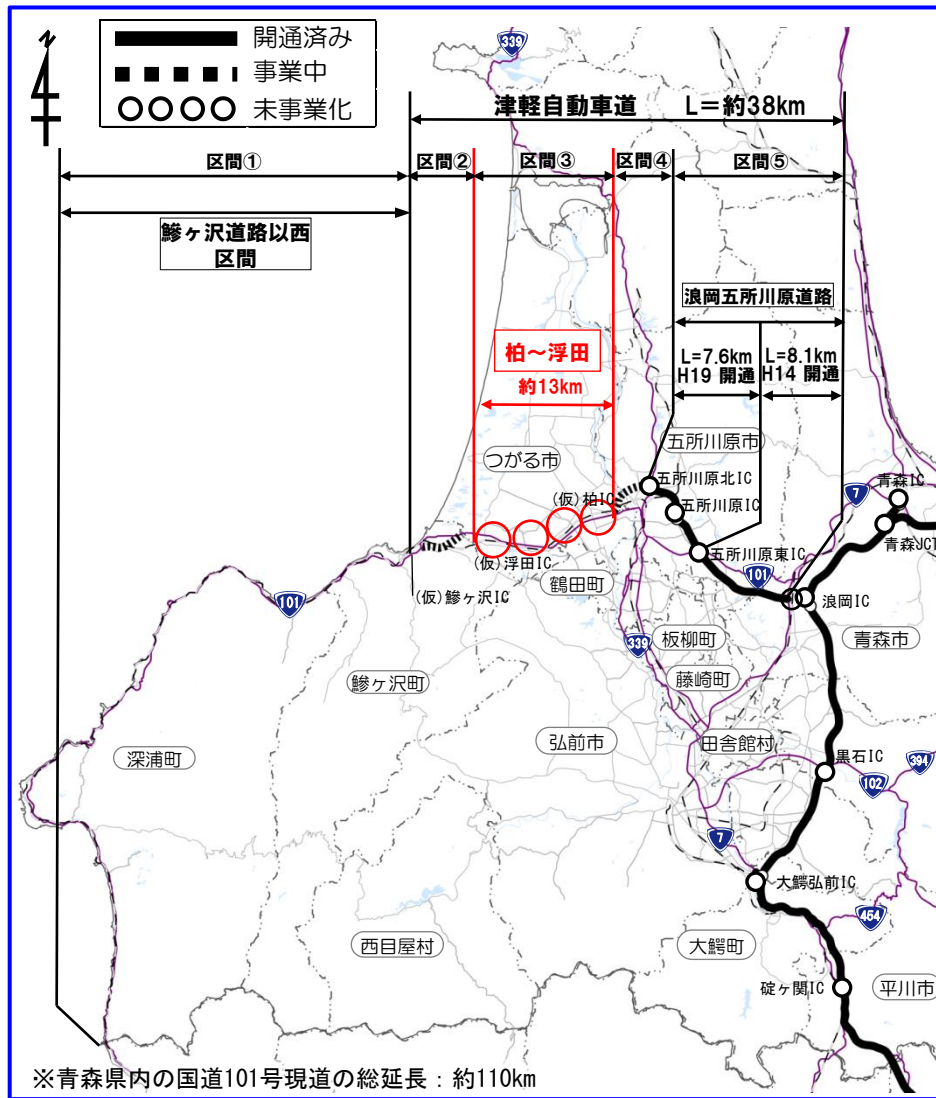 開通済み
事業中
未事業化
339
津軽自動車道 L=約38km
区間①
区間②
区間③
区間④
区間⑤
鰺ヶ沢道路以西
区間
浪岡五所川原道路
柏～浮田
約13km
L=7.6km
H19 開通
L=8.1km
H14 開通
つがる市
五所川原市
五所川原北IC
青森IC
7
(仮)柏IC
五所川原IC
青森JCT
(仮)浮田IC
五所川原東IC
101
鶴田町
(仮)鰺ヶ沢IC
101
浪岡IC
339
板柳町
青森市
鰺ヶ沢町
藤崎町
弘前市
田舎館村
深浦町
黒石IC
394
102
7
大鰐弘前IC
454
西目屋村
大鰐町
碇ヶ関IC
平川市
※青森県内の国道101号現道の総延長：約110km